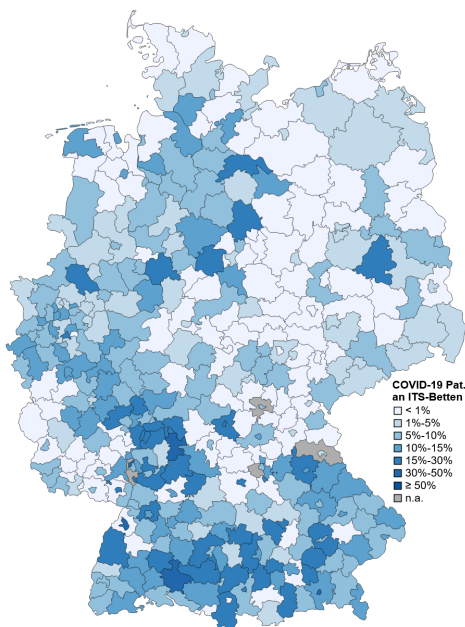 COVID-19 Pat.
an ITS-Betten
< 1%
1%-5%
5%-10%
10%-15%
15%-30%
30%-50%
≥ 50%
n.a.